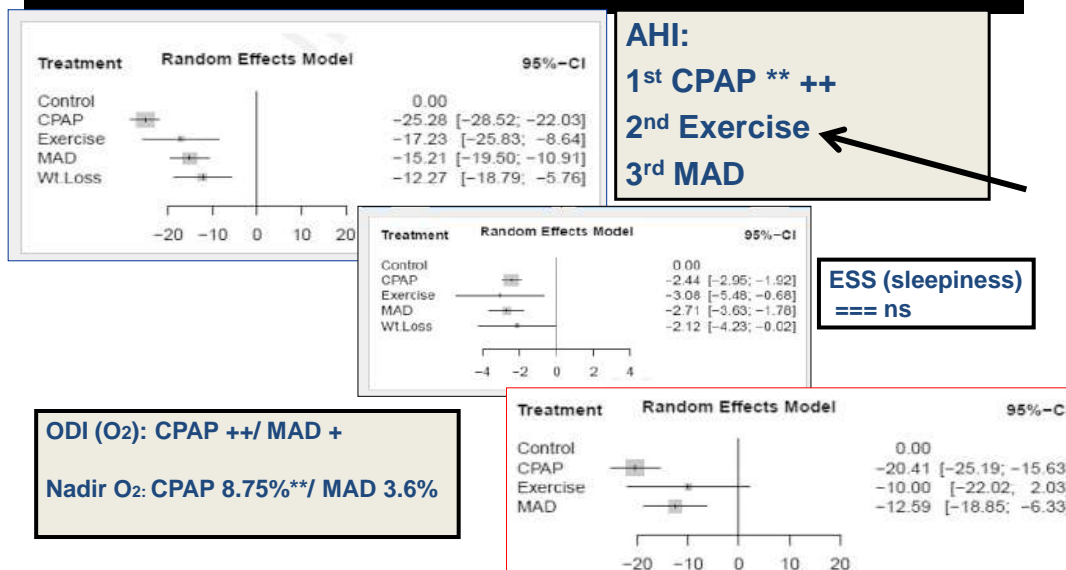 Treatment Random Effects Model 95%-CI
Control 0.00
CPAP -25.28 [-28.52; -22.03]
Exercise -17.23 [-25.83; -8.64]
MAD -15.21 [-19.50; -10.91]
Wt.Loss -12.27 [-18.79; -5.76]
-20 -10 0 10 20
AHI:
1st CPAP ** ++
2nd Exercise
3rd MAD
Treatment Random Effects Model 95%-CI
Control 0.00
CPAP -2.44 [-2.95; -1.92]
Exercise -3.08 [-5.48; -0.68]
MAD -2.71 [-3.63; -1.78]
Wt.Loss -2.12 [-4.23; -0.02]
-4 -2 0 2 4
ESS (sleepiness)
=== ns
ODI (O2): CPAP ++/ MAD +
Nadir O2: CPAP 8.75%**/ MAD 3.6%
Treatment Random Effects Model 95%-C
Control 0.00
CPAP -20.41 [-25.19; -15.63
Exercise -10.00 [-22.02; 2.03]
MAD -12.59 [-18.85; -6.33]
-20 -10 0 10 20